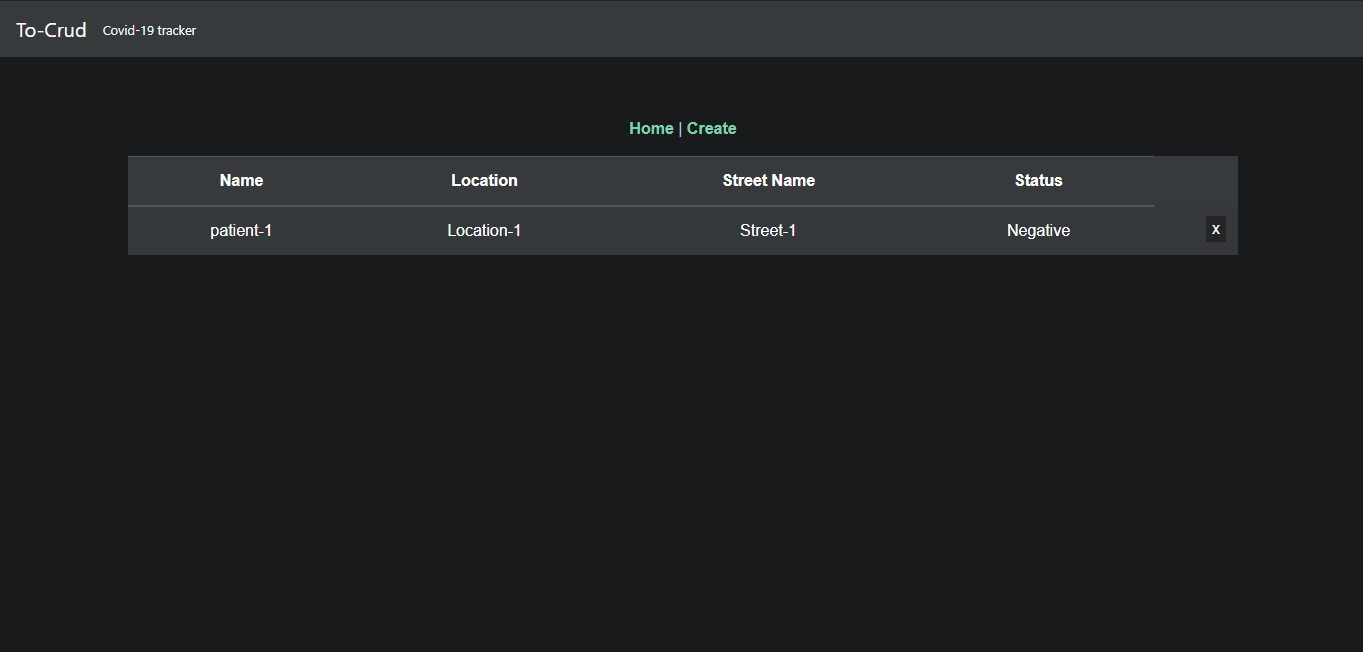 To-Crud Covid-19 tracker
Home | Create
Name Location Street Name Status
patient-1 Location-1 Street-1 Negative X